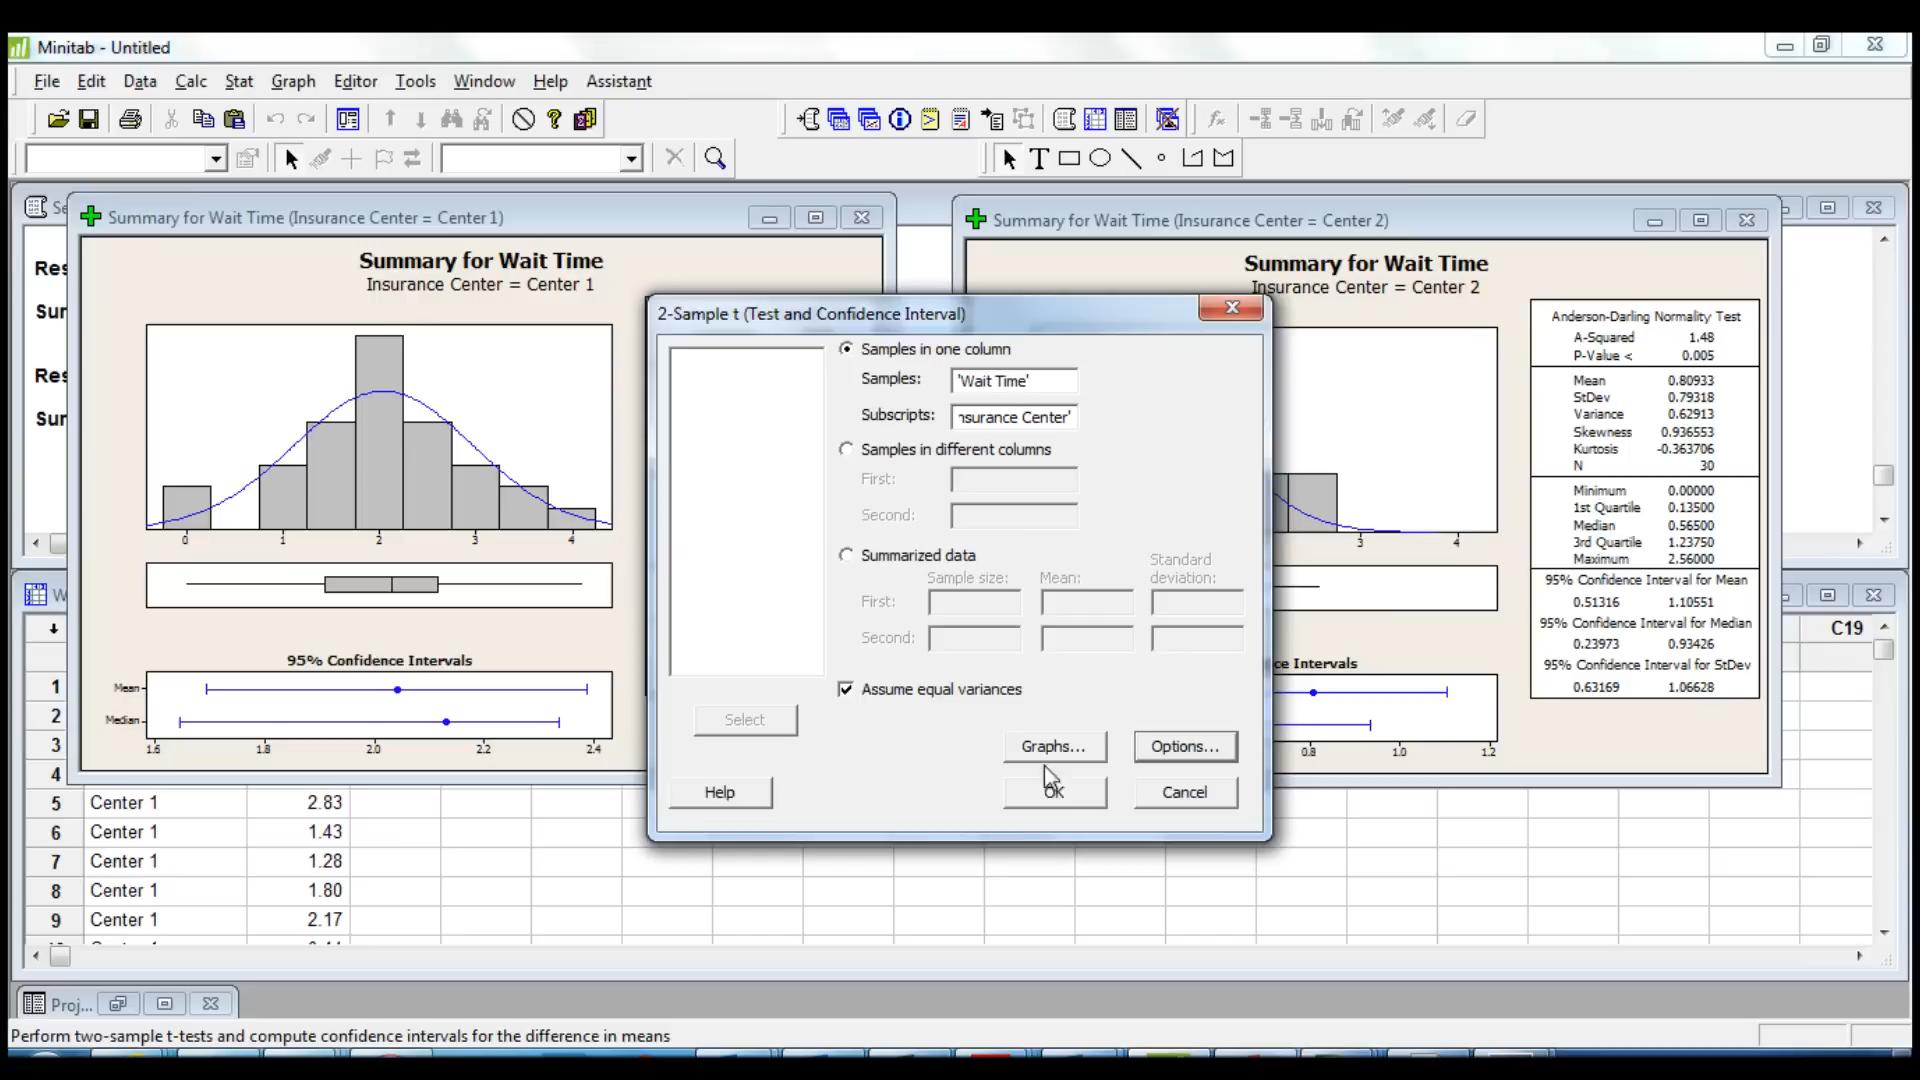 Minitab - Untitled
File Edit Data Calc Stat Graph Editor Tools Window Help Assistant
Summary for Wait Time (Insurance Center = Center 1)
Summary for Wait Time
Insurance Center = Center 1
0 1 2 3 4
95% Confidence Intervals
Mean
Median
1.6 1.8 2.0 2.2 2.4
Summary for Wait Time (Insurance Center = Center 2)
Summary for Wait Time
Insurance Center = Center 2
3 4
ce Intervals
0.8 1.0 1.2
Anderson-Darling Normality Test
A-Squared 1.48
P-Value < 0.005
Mean 0.80933
StDev 0.79318
Variance 0.62913
Skewness 0.936553
Kurtosis -0.363706
N 30
Minimum 0.00000
1st Quartile 0.13500
Median 0.56500
3rd Quartile 1.23750
Maximum 2.56000
95% Confidence Interval for Mean
0.51316 1.10551
95% Confidence Interval for Median
0.23973 0.93426
95% Confidence Interval for StDev
0.63169 1.06628
2-Sample t (Test and Confidence Interval)
Samples in one column
Samples: 'Wait Time'
Subscripts: nsurance Center'
Samples in different columns
First:
Second:
Summarized data
Sample size: Mean: Standard deviation:
First:
Second:
Assume equal variances
Select
Graphs... Options...
Help OK Cancel
Res
Sur
Res
Sur
W
C19
1
2
3
4
5 Center 1 2.83
6 Center 1 1.43
7 Center 1 1.28
8 Center 1 1.80
9 Center 1 2.17
Proj...
Perform two-sample t-tests and compute confidence intervals for the difference in means